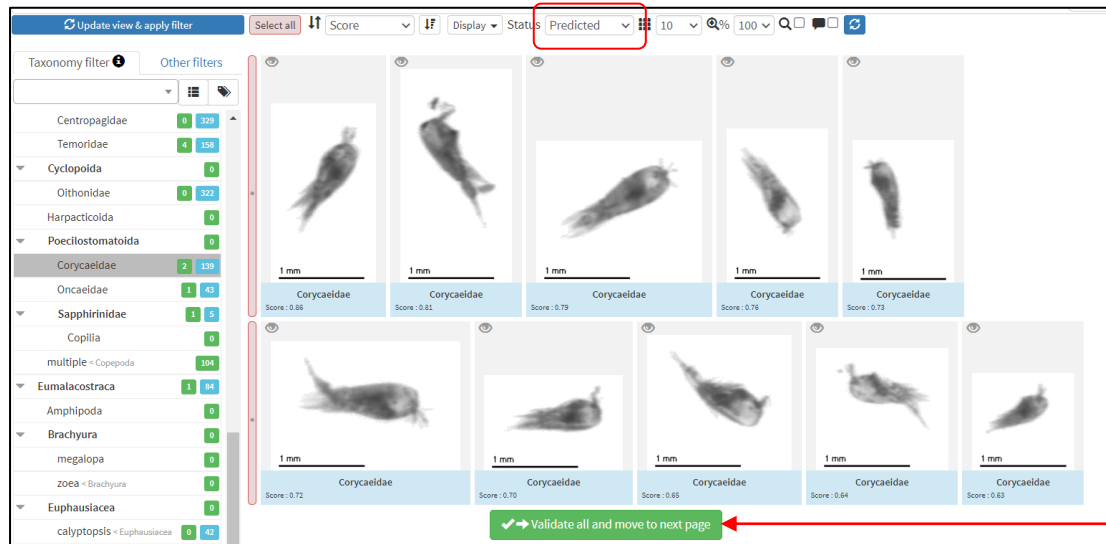 Update view & apply filter
Select all Score Display Status Predicted 10 % 100
Taxonomy filter Other filters
Centropagidae 0 329
Temoridae 4 158
Cyclopoida 0
Oithonidae 0 322
Harpacticoida 0
Poecilostomatoida 0
Corycaeidae 2 139
Oncaeidae 1 43
Sapphirinidae 1 5
Copilia 0
multiple < Copepoda 104
Eumalacostraca 1 84
Amphipoda 0
Brachyura 0
megalopa 0
zoea < Brachyura 0
Euphausiacea 0
calyptopsis < Euphausiacea 0 42
1 mm 1 mm 1 mm 1 mm 1 mm
Corycaeidae Corycaeidae Corycaeidae Corycaeidae Corycaeidae
Score : 0.86 Score : 0.81 Score : 0.79 Score : 0.76 Score : 0.73
1 mm 1 mm 1 mm 1 mm 1 mm
Corycaeidae Corycaeidae Corycaeidae Corycaeidae Corycaeidae
Score : 0.72 Score : 0.70 Score : 0.65 Score : 0.64 Score : 0.63
Validate all and move to next page